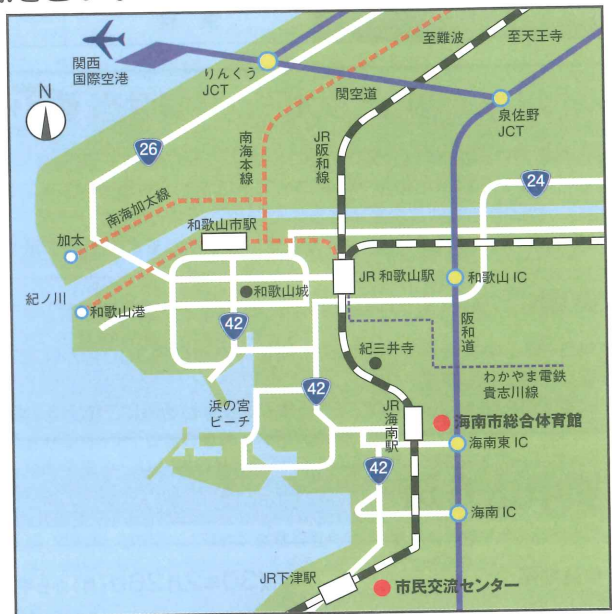 関西
国際空港
りんくう
JCT
至難波
至天王寺
関空道
泉佐野
JCT
N
26
南海本線
JR阪和線
24
南海加太線
和歌山市駅
加太
JR 和歌山駅
和歌山 IC
紀ノ川
和歌山港
和歌山城
42
阪和道
紀三井寺
わかやま電鉄
貴志川線
浜の宮
ビーチ
42
JR海南駅
海南市総合体育館
海南東 IC
42
海南 IC
JR下津駅
市民交流センター